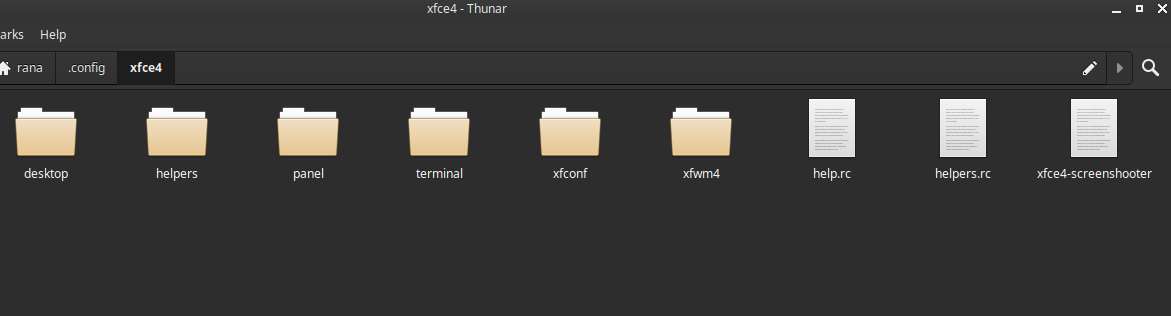 xfce4 - Thunar
arks Help
rana .config xfce4
desktop helpers panel terminal xfconf xfwm4 help.rc helpers.rc xfce4-screenshooter